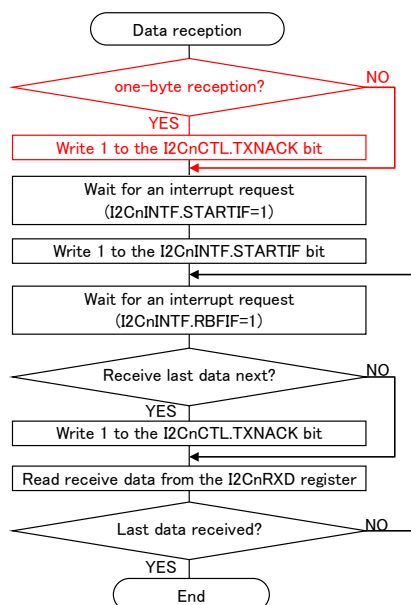 Data reception
one-byte reception?
NO
YES
Write 1 to the I2CnCTL.TXNACK bit
Wait for an interrupt request
(I2CnINTF.STARTIF=1)
Write 1 to the I2CnINTF.STARTIF bit
Wait for an interrupt request
(I2CnINTF.RBFIF=1)
Receive last data next?
NO
YES
Write 1 to the I2CnCTL.TXNACK bit
Read receive data from the I2CnRXD register
Last data received?
NO
YES
End